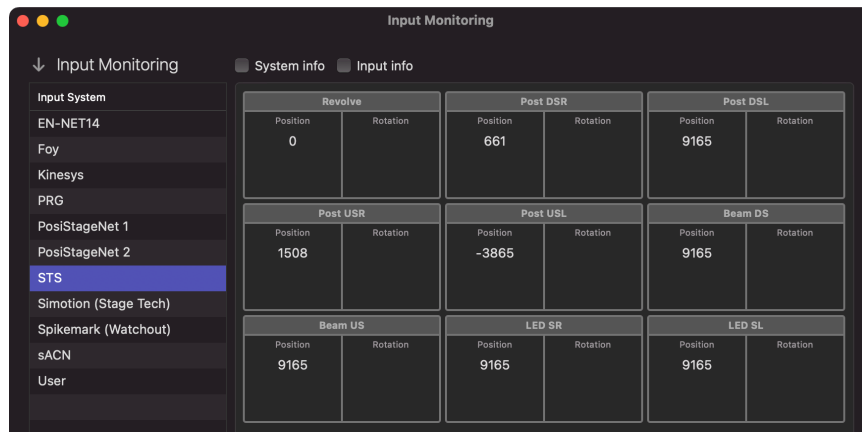 Input Monitoring
↓ Input Monitoring
System info Input info
Input System
EN-NET14
Foy
Kinesys
PRG
PosiStageNet 1
PosiStageNet 2
STS
Simotion (Stage Tech)
Spikemark (Watchout)
sACN
User
Revolve Post DSR Post DSL
Position Rotation Position Rotation Position Rotation
0 661 9165
Post USR Post USL Beam DS
Position Rotation Position Rotation Position Rotation
1508 -3865 9165
Beam US LED SR LED SL
Position Rotation Position Rotation Position Rotation
9165 9165 9165